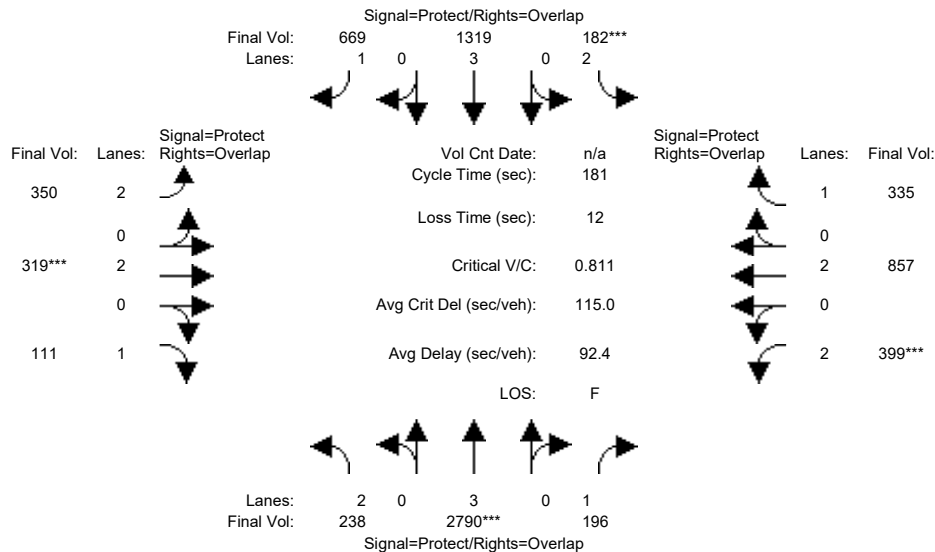 Signal=Protect/Rights=Overlap
Final Vol: 669 1319 182***
Lanes: 1 0 3 0 2
Signal=Protect Signal=Protect
Final Vol: Lanes: Rights=Overlap Vol Cnt Date: n/a Rights=Overlap Lanes: Final Vol:
Cycle Time (sec): 181
350 2 1 335
Loss Time (sec): 12
0 0
319*** 2 Critical V/C: 0.811 2 857
0 Avg Crit Del (sec/veh): 115.0 0
111 1 Avg Delay (sec/veh): 92.4 2 399***
LOS: F
Lanes: 2 0 3 0 1
Final Vol: 238 2790*** 196
Signal=Protect/Rights=Overlap